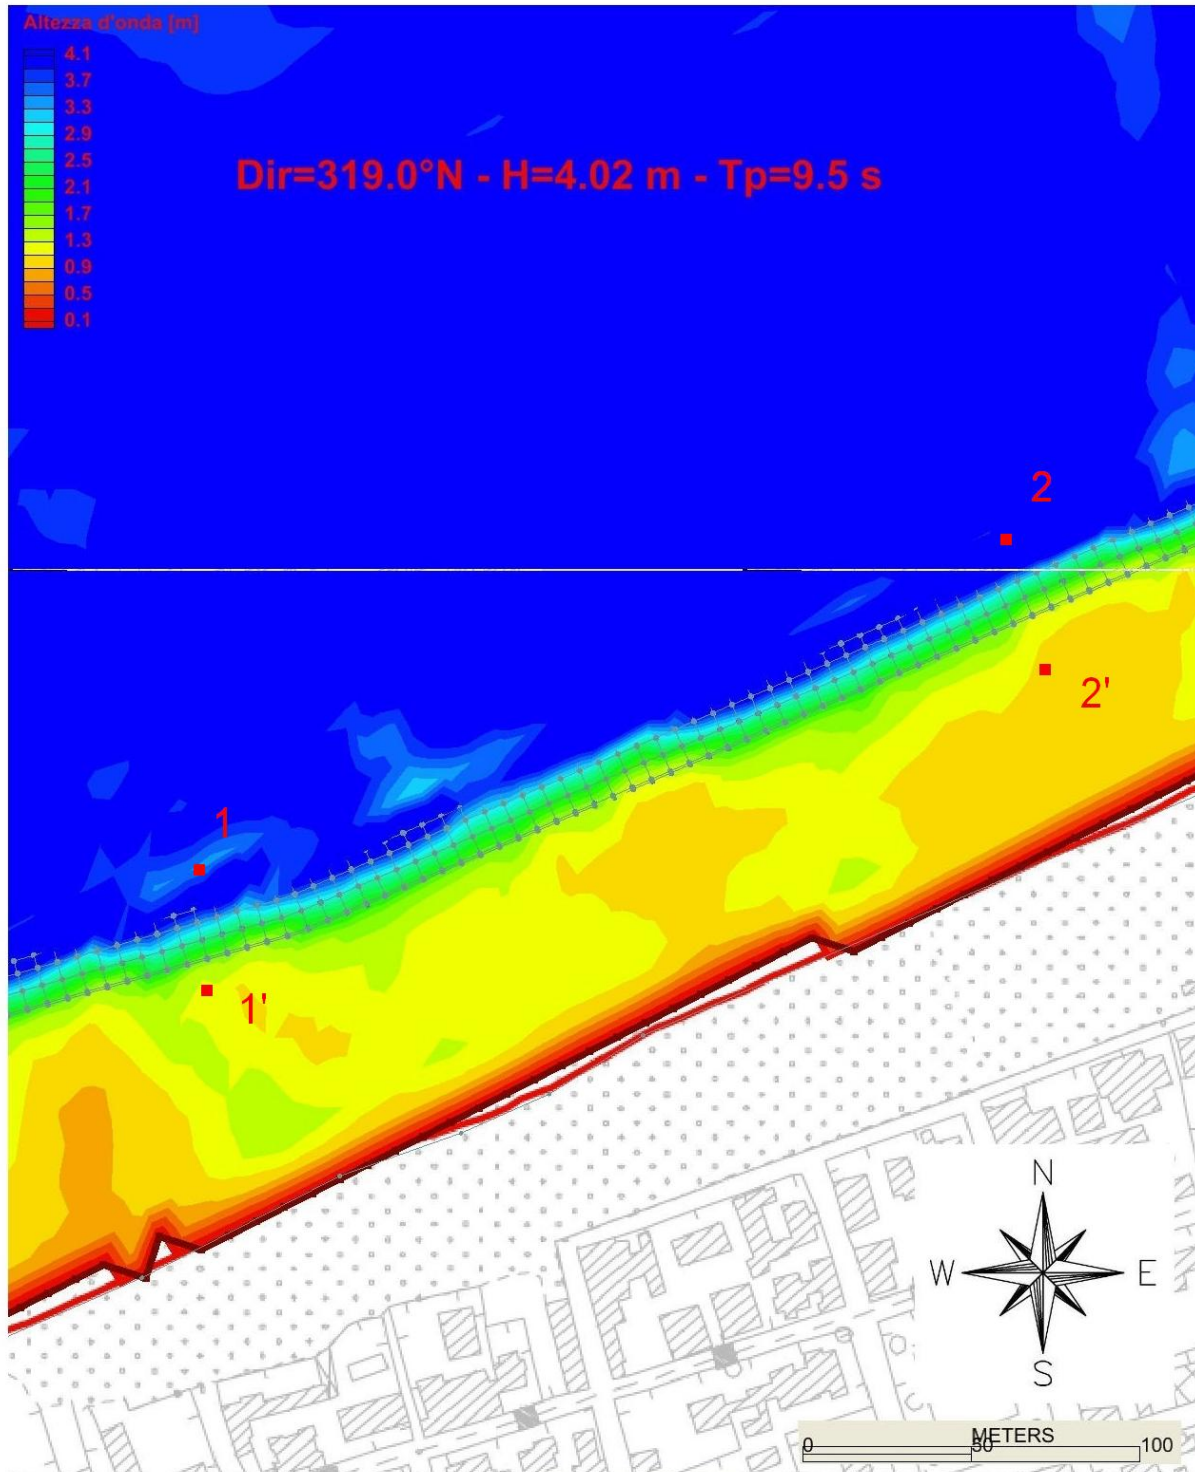 Altezza d'onda [m]
4.1
3.7
3.3
2.9
2.5
2.1
1.7
1.3
0.9
0.5
0.1
Dir=319.0°N - H=4.02 m - Tp=9.5 s
2
2'
1
1'
N
W E
S
METERS
0 50 100